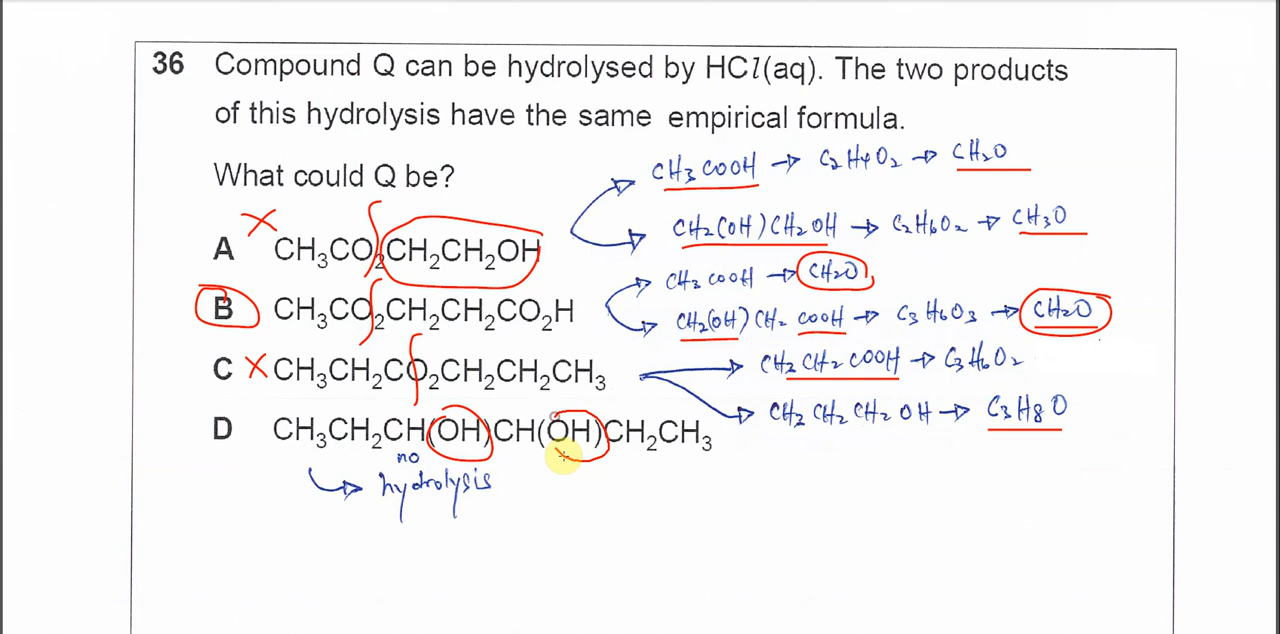 36 Compound Q can be hydrolysed by HCl(aq). The two products
of this hydrolysis have the same empirical formula.
What could Q be?
CH3COOH → C2H4O2 → CH2O
A CH3CO2CH2CH2OH
CH2(OH)CH2OH → C2H6O2 → CH3O
CH3COOH → CH2O
B CH3CO2CH2CH2CO2H
CH2(OH)CH2 COOH → C3H6O3 → CH2O
C CH3CH2CO2CH2CH2CH3
CH3CH2COOH → C3H6O2
D CH3CH2CH(OH)CH(OH)CH2CH3
CH3CH2CH2OH → C3H8O
no
hydrolysis